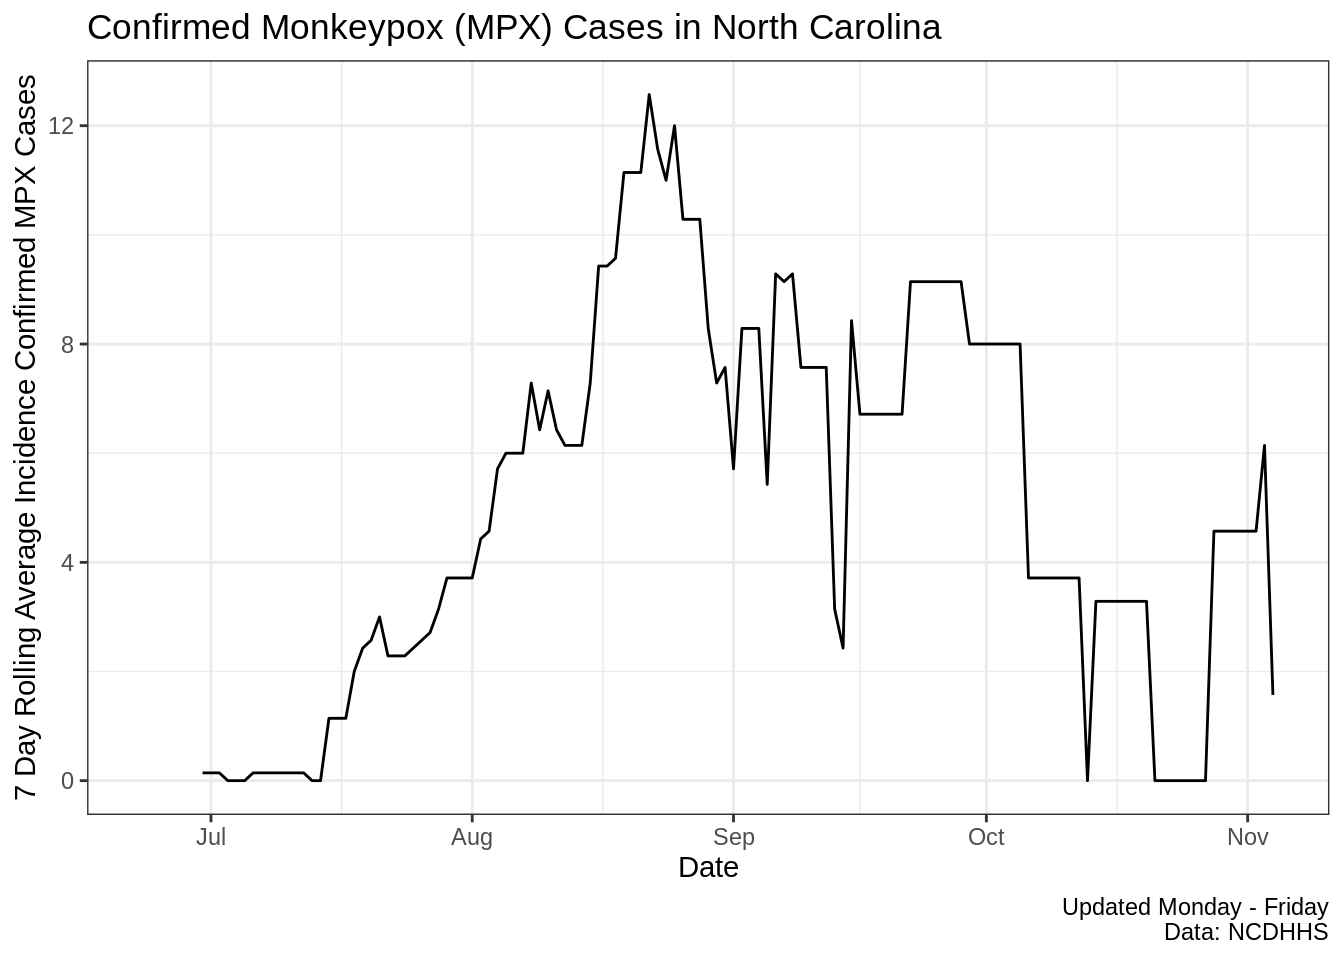 Confirmed Monkeypox (MPX) Cases in North Carolina
7 Day Rolling Average Incidence Confirmed MPX Cases
12
8
4
0
Jul
Aug
Sep
Oct
Nov
Date
Updated Monday - Friday
Data: NCDHHS